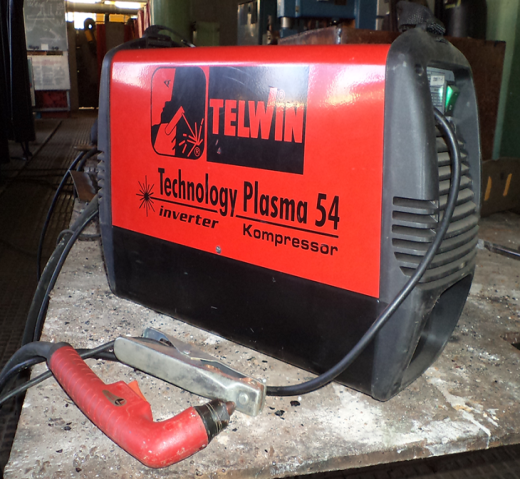 TELWIN
Technology Plasma 54
inverter Kompressor